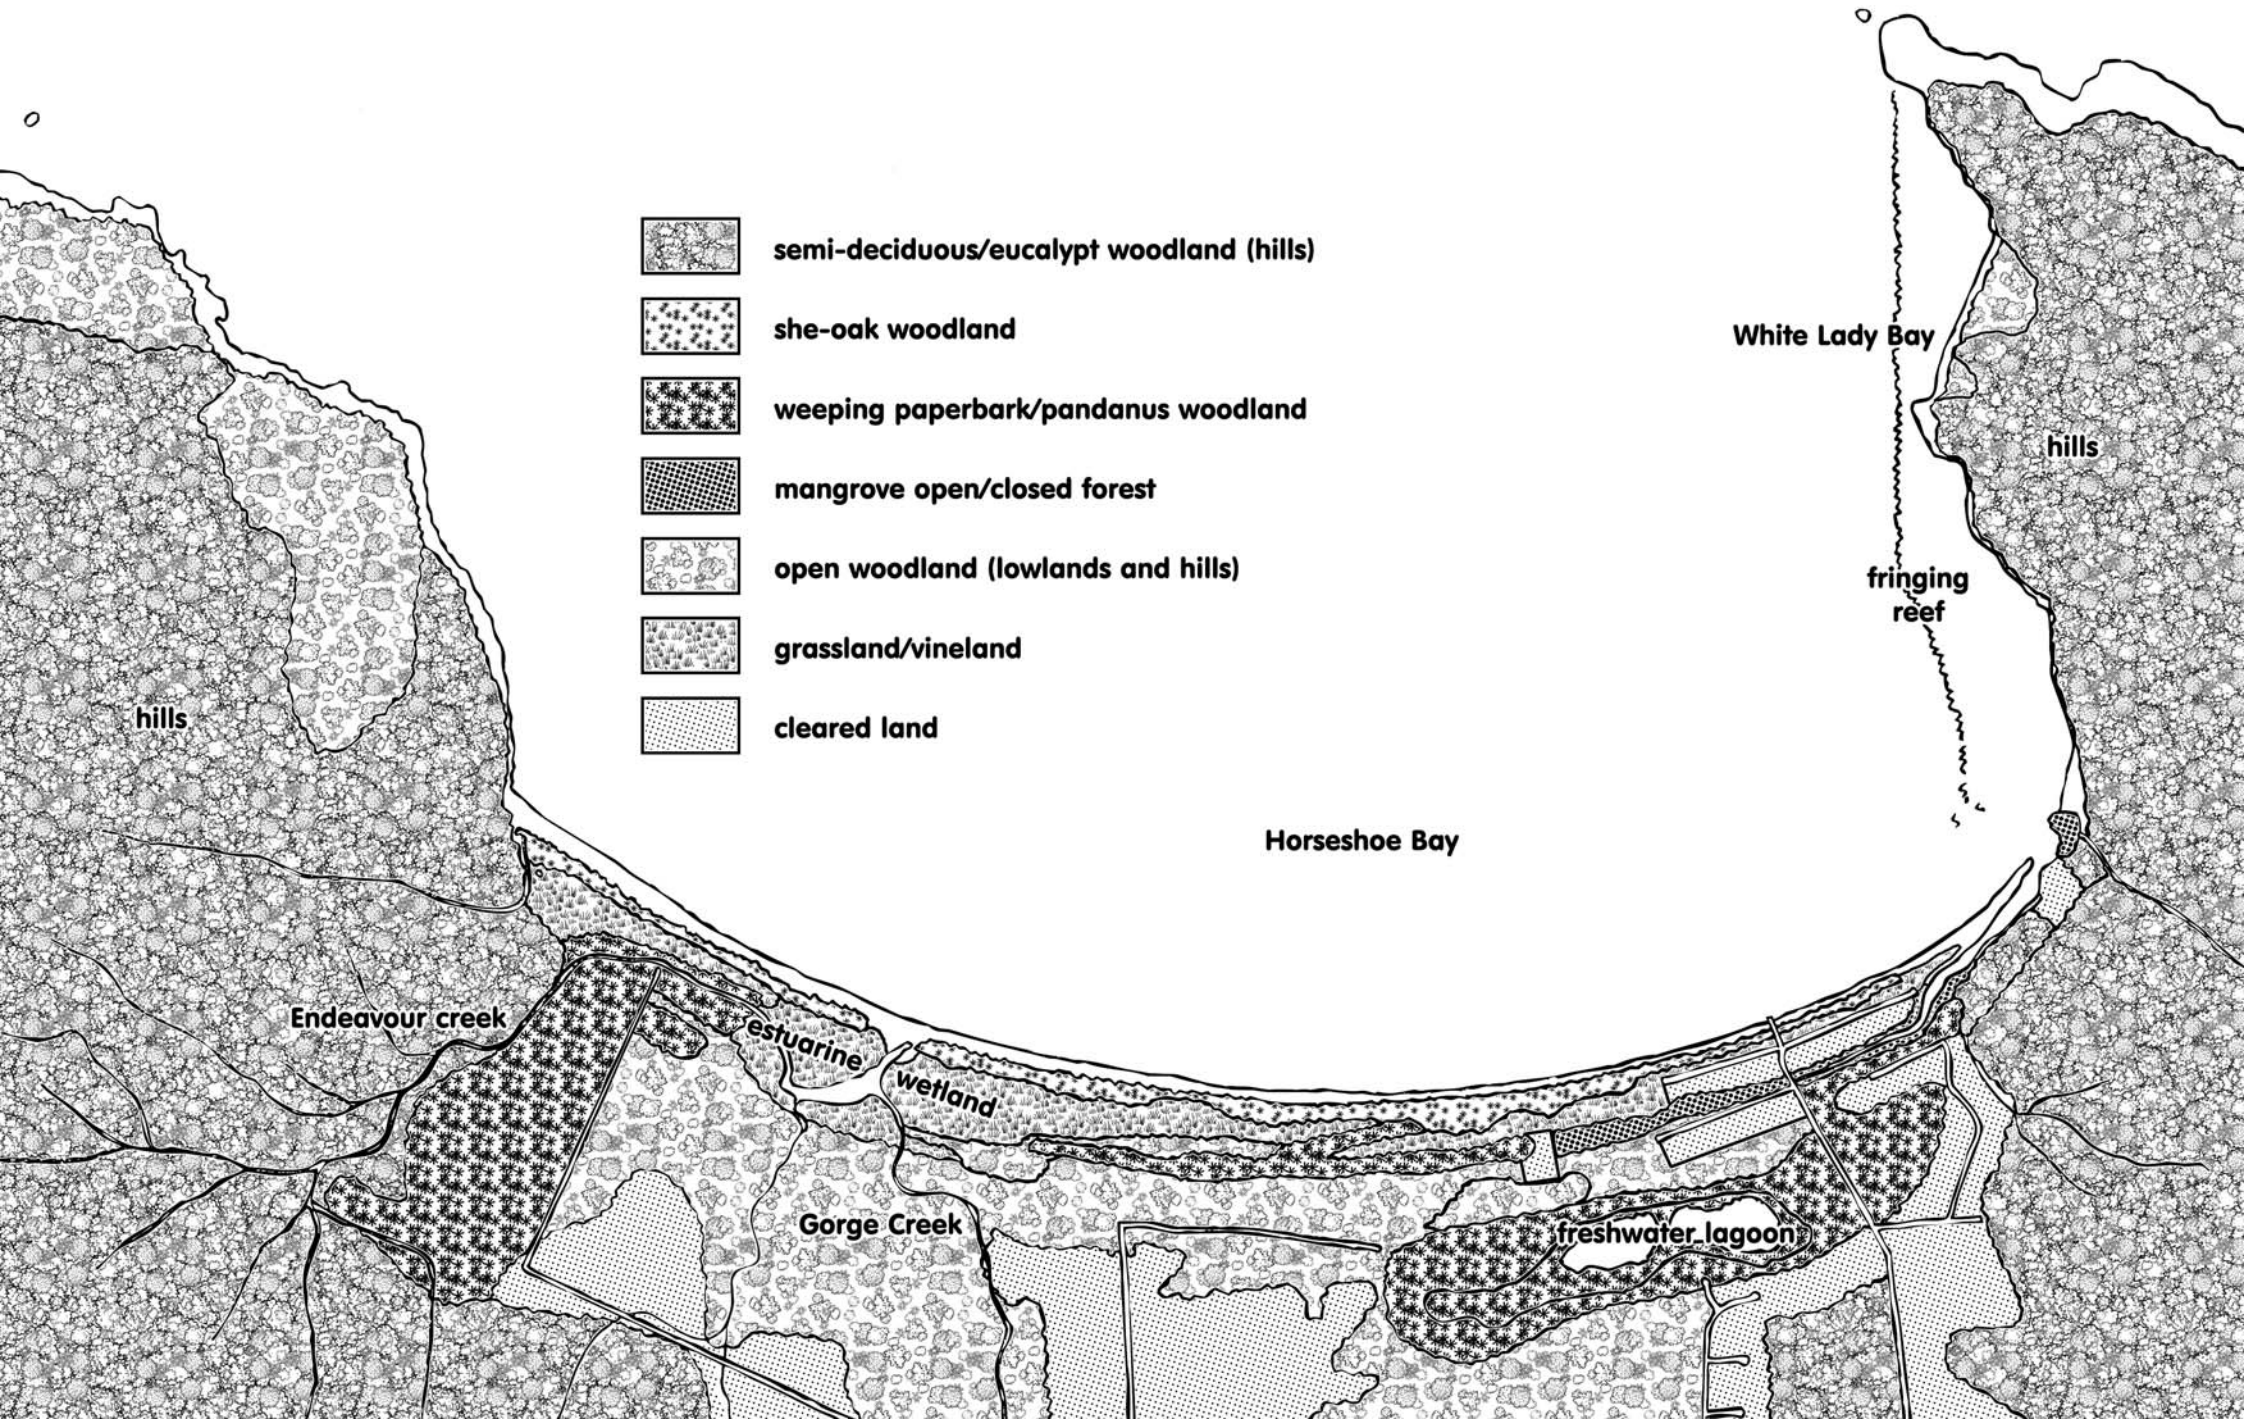 semi-deciduous/eucalypt woodland (hills)
she-oak woodland
weeping paperbark/pandanus woodland
mangrove open/closed forest
open woodland (lowlands and hills)
grassland/vineland
cleared land
White Lady Bay
hills
fringing
reef
hills
Horseshoe Bay
Endeavour creek
estuarine
wetland
Gorge Creek
freshwater lagoon